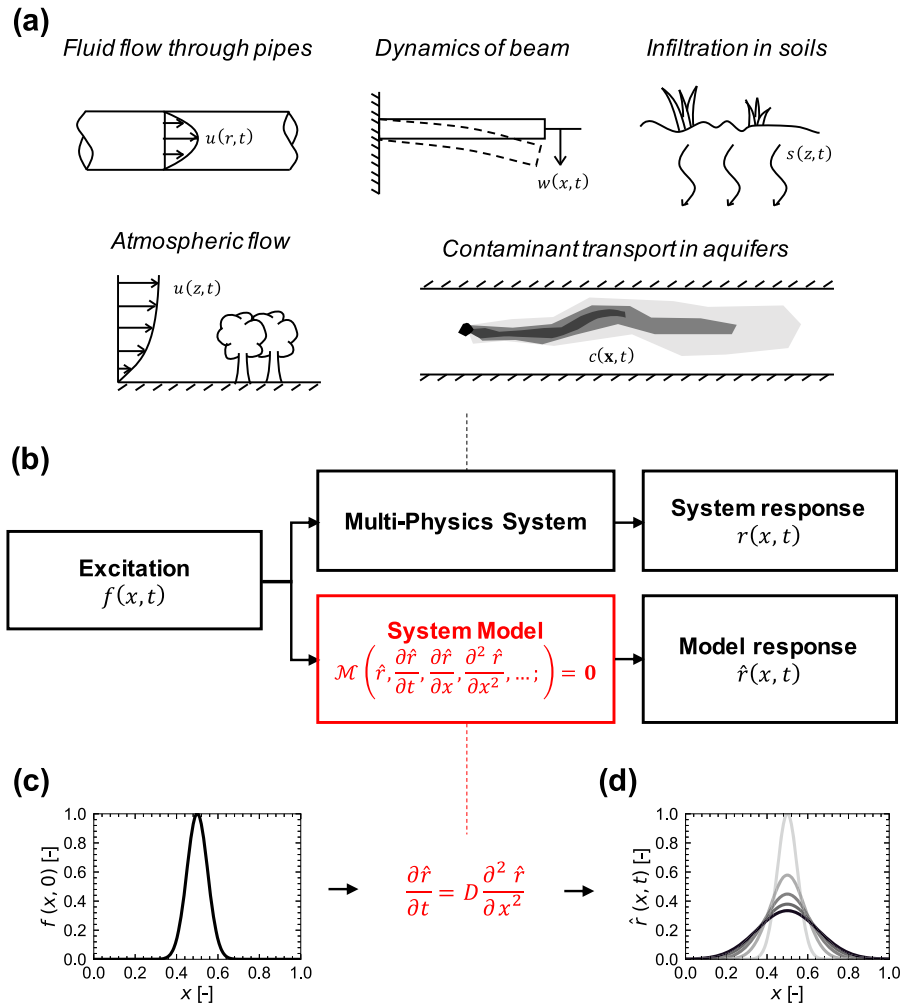 (a)
Fluid flow through pipes
Dynamics of beam
Infiltration in soils
u(r,t)
w(x,t)
s(z,t)
Atmospheric flow
Contaminant transport in aquifers
u(z,t)
c(𝐱,t)
(b)
Multi-Physics System
System response
r(x, t)
Excitation
f(x, t)
System Model
ℳ(r̂, ∂r̂/∂t, ∂r̂/∂x, ∂² r̂/∂x², …; ) = 𝟎
Model response
r̂(x, t)
(c)
(d)
f (x, 0) [-]
1.0
0.8
0.6
0.4
0.2
0.0
0.0 0.2 0.4 0.6 0.8 1.0
x [-]
∂r̂/∂t = D ∂² r̂/∂x²
r̂ (x, t) [-]
1.0
0.8
0.6
0.4
0.2
0.0
0.0 0.2 0.4 0.6 0.8 1.0
x [-]